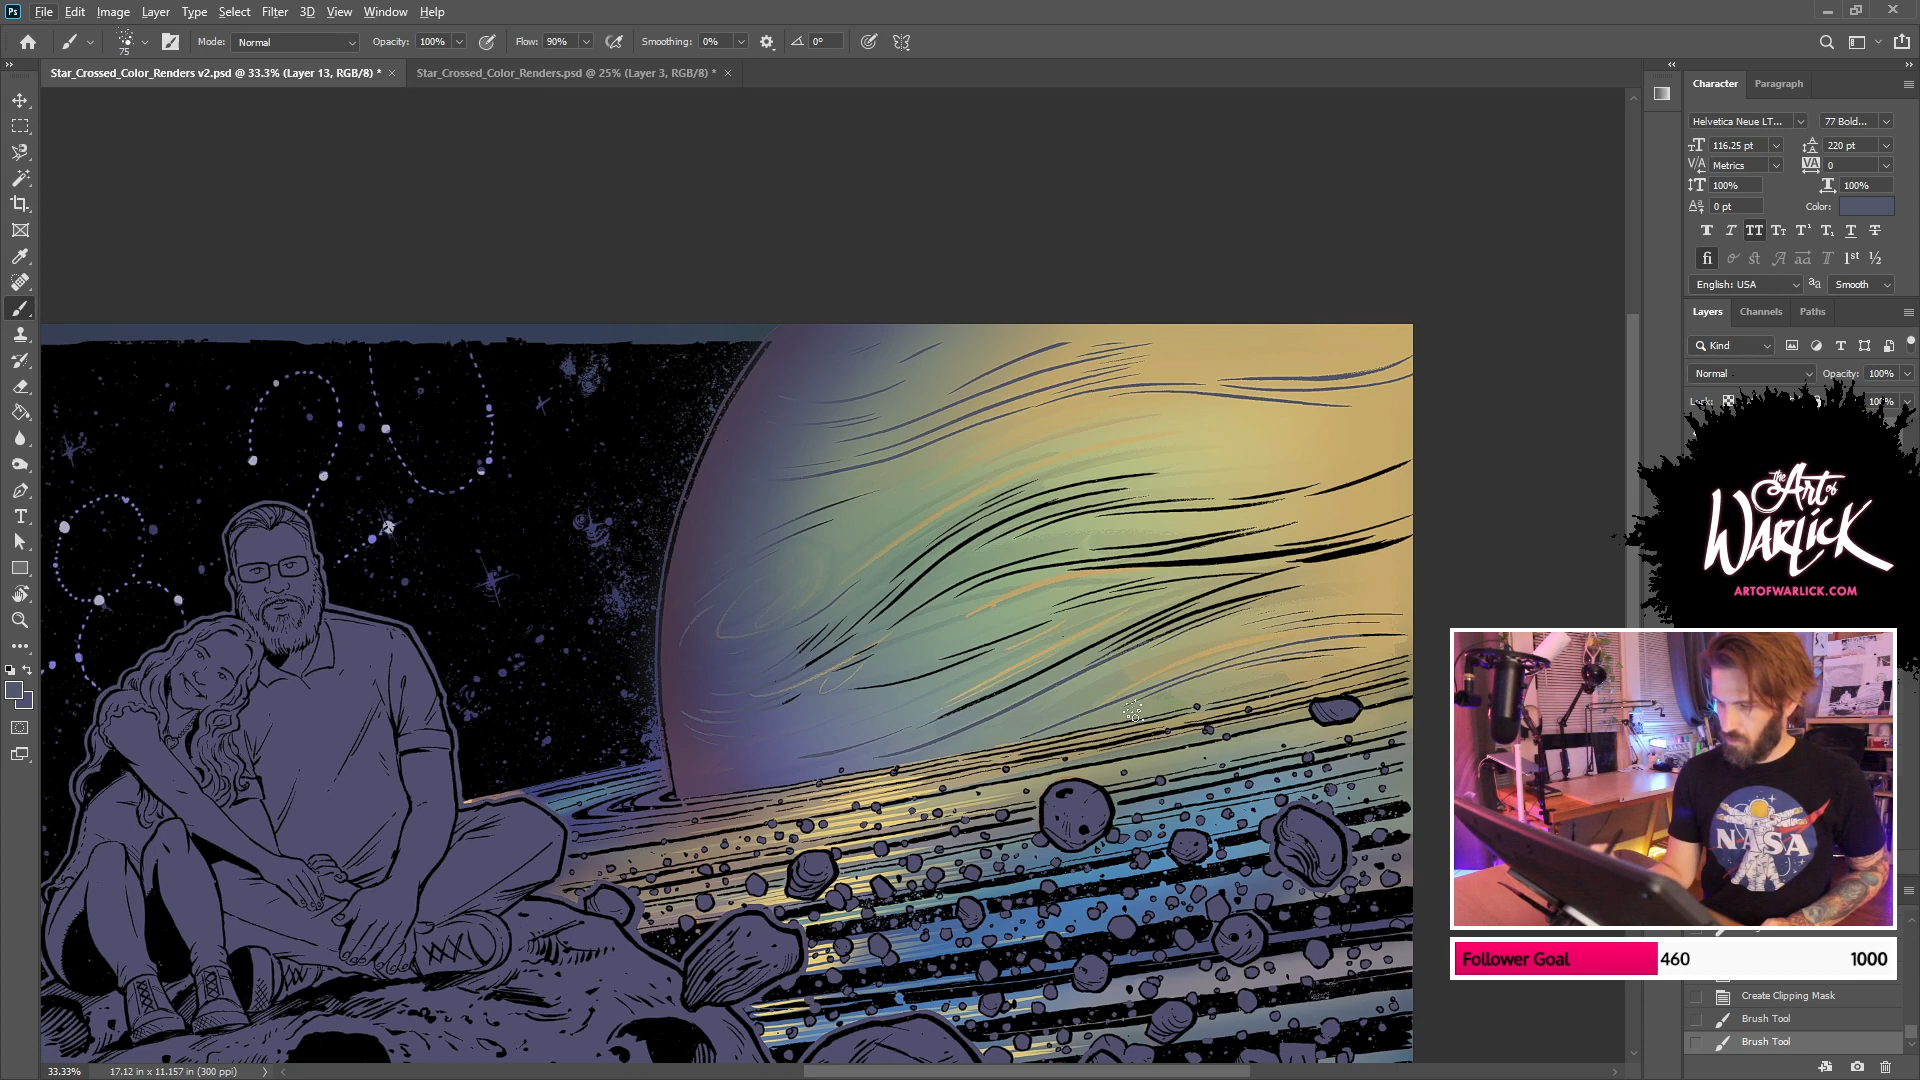 Ps File Edit Image Layer Type Select Filter 3D View Window Help
75 Mode: Normal Opacity: 100% Flow: 90% Smoothing: 0% 0°
Star_Crossed_Color_Renders v2.psd @ 33.3% (Layer 13, RGB/8) * × Star_Crossed_Color_Renders.psd @ 25% (Layer 3, RGB/8) * ×
Character Paragraph
Helvetica Neue LT... 77 Bold...
116.25 pt 220 pt
Metrics 0
100% 100%
0 pt Color:
English: USA Smooth
Layers Channels Paths
Kind
Normal Opacity: 100%
100%
the Art of
Warlick
ARTOFWARLICK.COM
NASA
Follower Goal 460 1000
Create Clipping Mask
Brush Tool
Brush Tool
33.33% 17.12 in x 11.157 in (300 ppi)